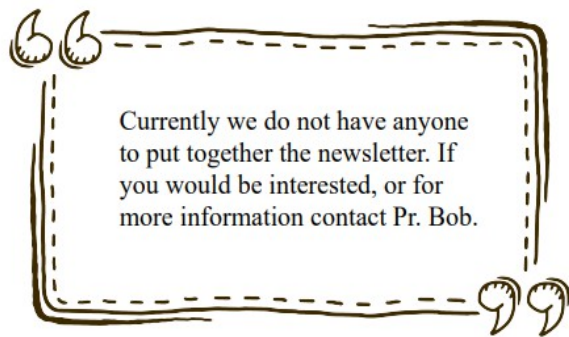 Currently we do not have anyone
to put together the newsletter. If
you would be interested, or for
more information contact Pr. Bob.